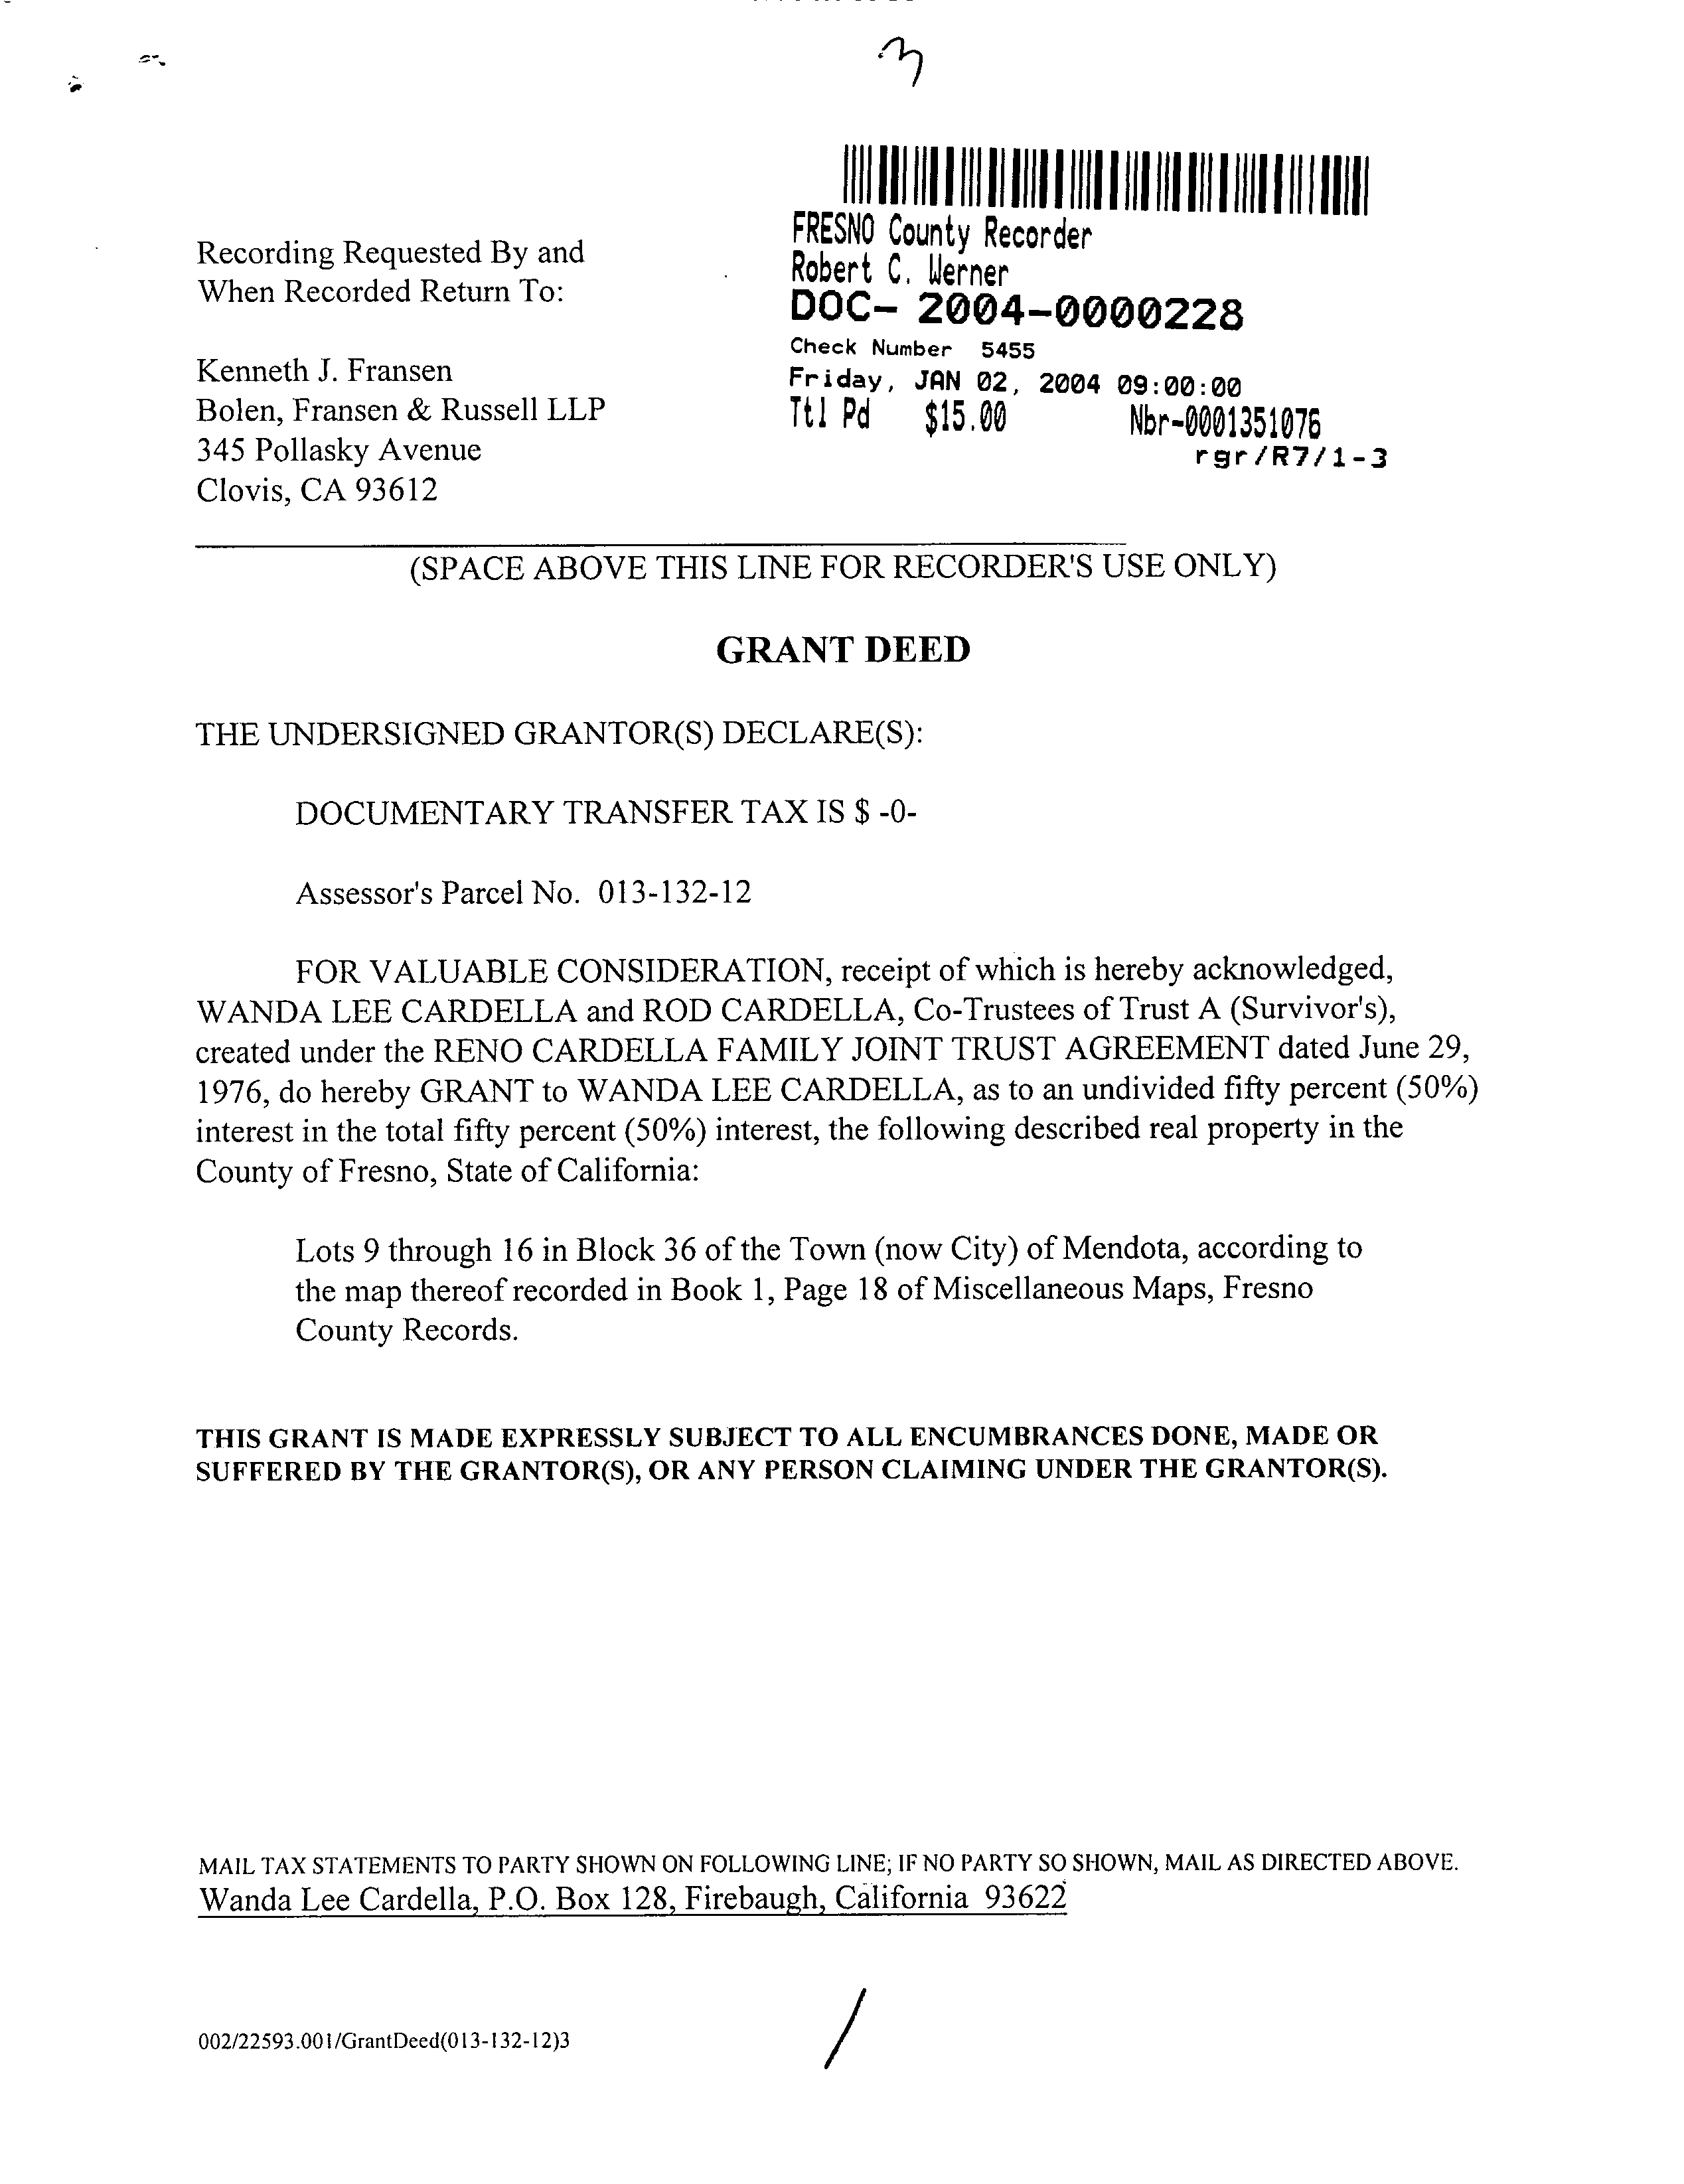 3
FRESNO County Recorder
Robert C. Werner
DOC- 2004-0000228
Check Number 5455
Friday, JAN 02, 2004 09:00:00
Ttl Pd $15.00 Nbr-0001351076
rgr/R7/1-3
Recording Requested By and
When Recorded Return To:
Kenneth J. Fransen
Bolen, Fransen & Russell LLP
345 Pollasky Avenue
Clovis, CA 93612
(SPACE ABOVE THIS LINE FOR RECORDER'S USE ONLY)
GRANT DEED
THE UNDERSIGNED GRANTOR(S) DECLARE(S):
DOCUMENTARY TRANSFER TAX IS $ -0-
Assessor's Parcel No. 013-132-12
FOR VALUABLE CONSIDERATION, receipt of which is hereby acknowledged,
WANDA LEE CARDELLA and ROD CARDELLA, Co-Trustees of Trust A (Survivor's),
created under the RENO CARDELLA FAMILY JOINT TRUST AGREEMENT dated June 29,
1976, do hereby GRANT to WANDA LEE CARDELLA, as to an undivided fifty percent (50%)
interest in the total fifty percent (50%) interest, the following described real property in the
County of Fresno, State of California:
Lots 9 through 16 in Block 36 of the Town (now City) of Mendota, according to
the map thereof recorded in Book 1, Page 18 of Miscellaneous Maps, Fresno
County Records.
THIS GRANT IS MADE EXPRESSLY SUBJECT TO ALL ENCUMBRANCES DONE, MADE OR
SUFFERED BY THE GRANTOR(S), OR ANY PERSON CLAIMING UNDER THE GRANTOR(S).
MAIL TAX STATEMENTS TO PARTY SHOWN ON FOLLOWING LINE; IF NO PARTY SO SHOWN, MAIL AS DIRECTED ABOVE.
Wanda Lee Cardella, P.O. Box 128, Firebaugh, California 93622
002/22593.001/GrantDeed(013-132-12)3